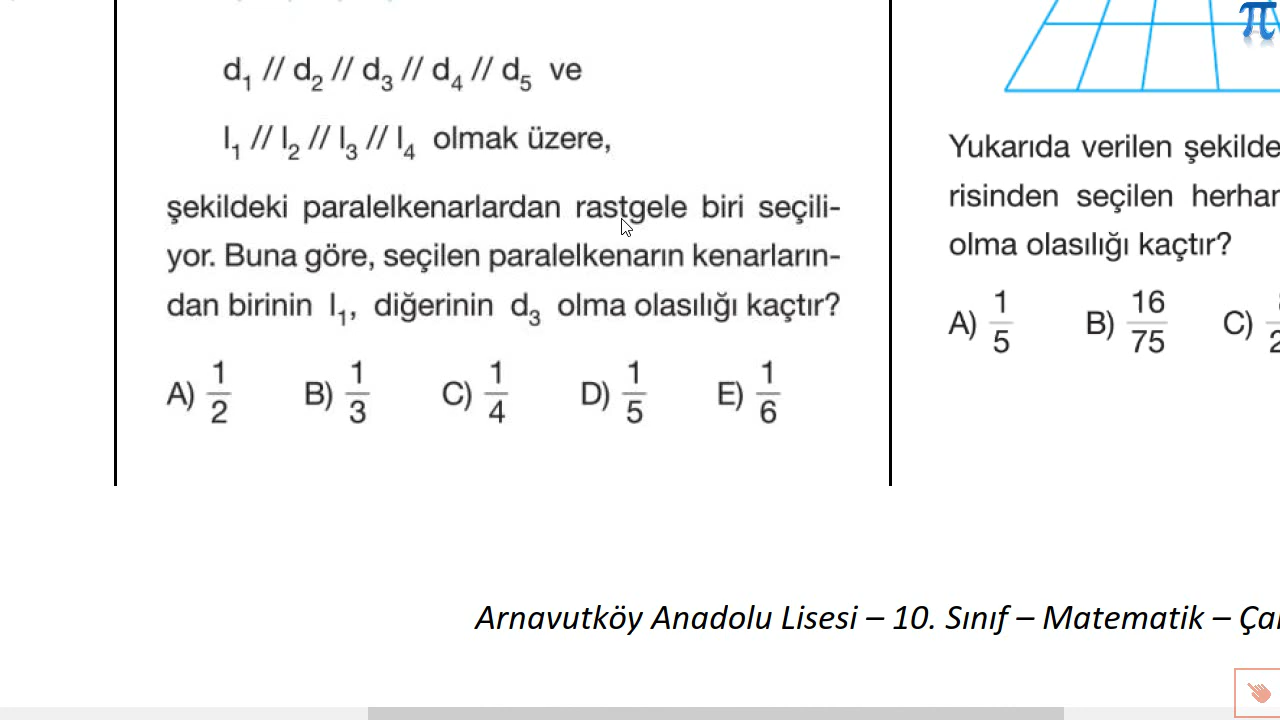 d₁ // d₂ // d₃ // d₄ // d₅ ve
l₁ // l₂ // l₃ // l₄ olmak üzere,
şekildeki paralelkenarlardan rastgele biri seçili-
yor. Buna göre, seçilen paralelkenarın kenarların-
dan birinin l₁, diğerinin d₃ olma olasılığı kaçtır?
A) 1/2 B) 1/3 C) 1/4 D) 1/5 E) 1/6
π
Yukarıda verilen şekilde
risinden seçilen herhan
olma olasılığı kaçtır?
A) 1/5 B) 16/75 C)
Arnavutköy Anadolu Lisesi – 10. Sınıf – Matematik –